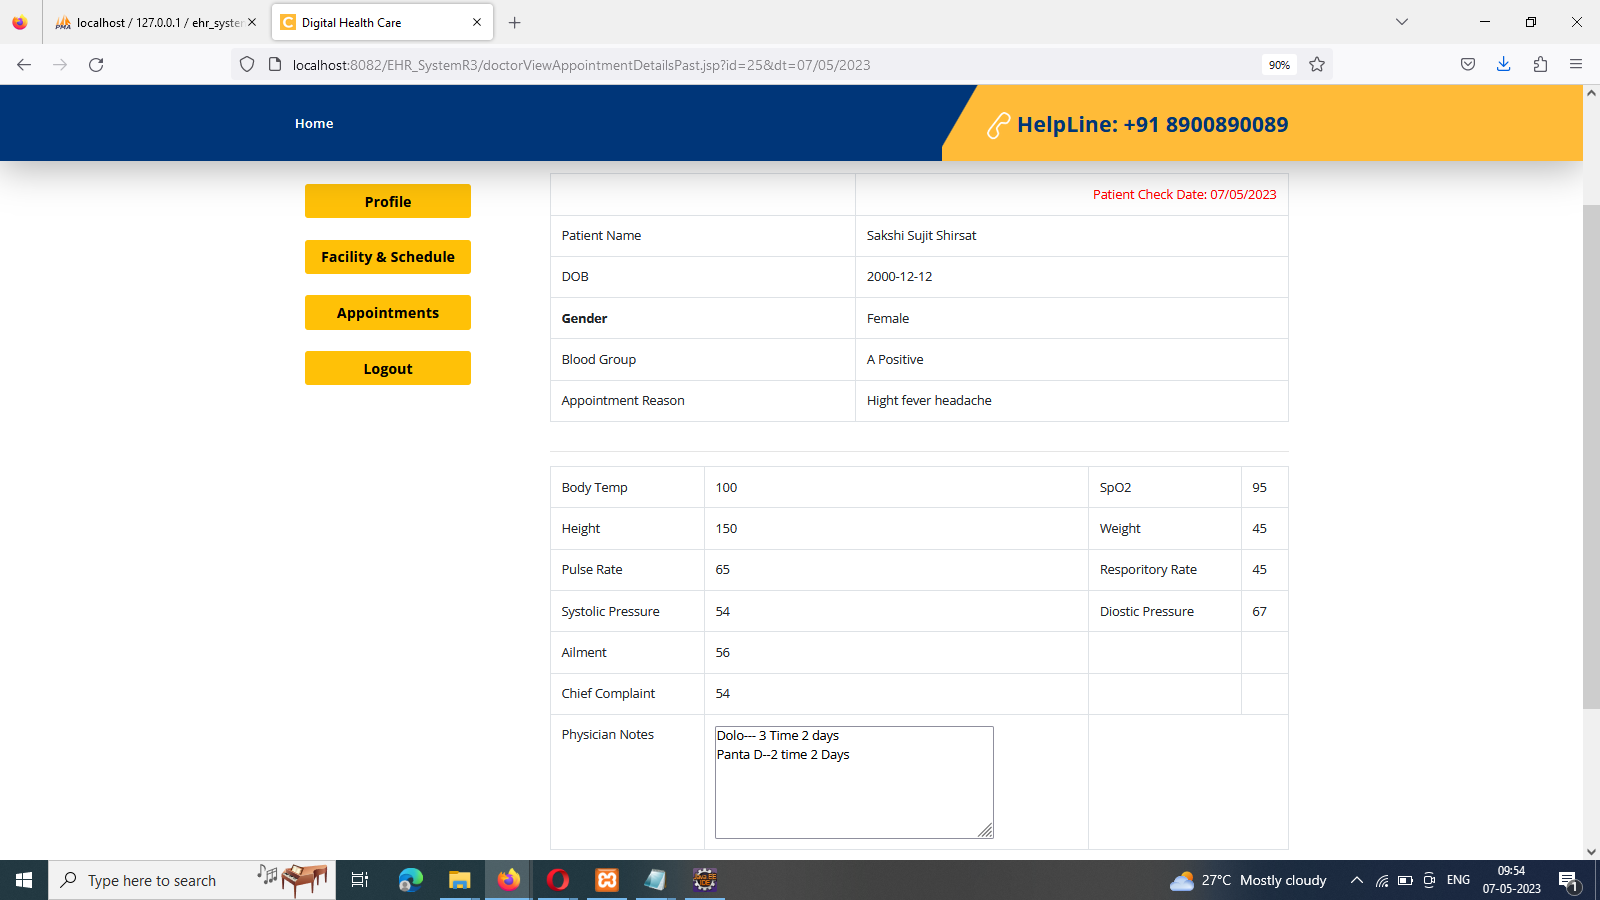 localhost / 127.0.0.1 / ehr_syster
Digital Health Care
localhost:8082/EHR_SystemR3/doctorViewAppointmentDetailsPast.jsp?id=25&dt=07/05/2023
90%
Home
HelpLine: +91 8900890089
Profile
Facility & Schedule
Appointments
Logout
Patient Check Date: 07/05/2023
Patient Name Sakshi Sujit Shirsat
DOB 2000-12-12
Gender Female
Blood Group A Positive
Appointment Reason Hight fever headache
Body Temp 100 SpO2 95
Height 150 Weight 45
Pulse Rate 65 Resporitory Rate 45
Systolic Pressure 54 Diostic Pressure 67
Ailment 56
Chief Complaint 54
Physician Notes
Dolo--- 3 Time 2 days
Panta D--2 time 2 Days
Type here to search
27°C Mostly cloudy
ENG
09:54
07-05-2023
1